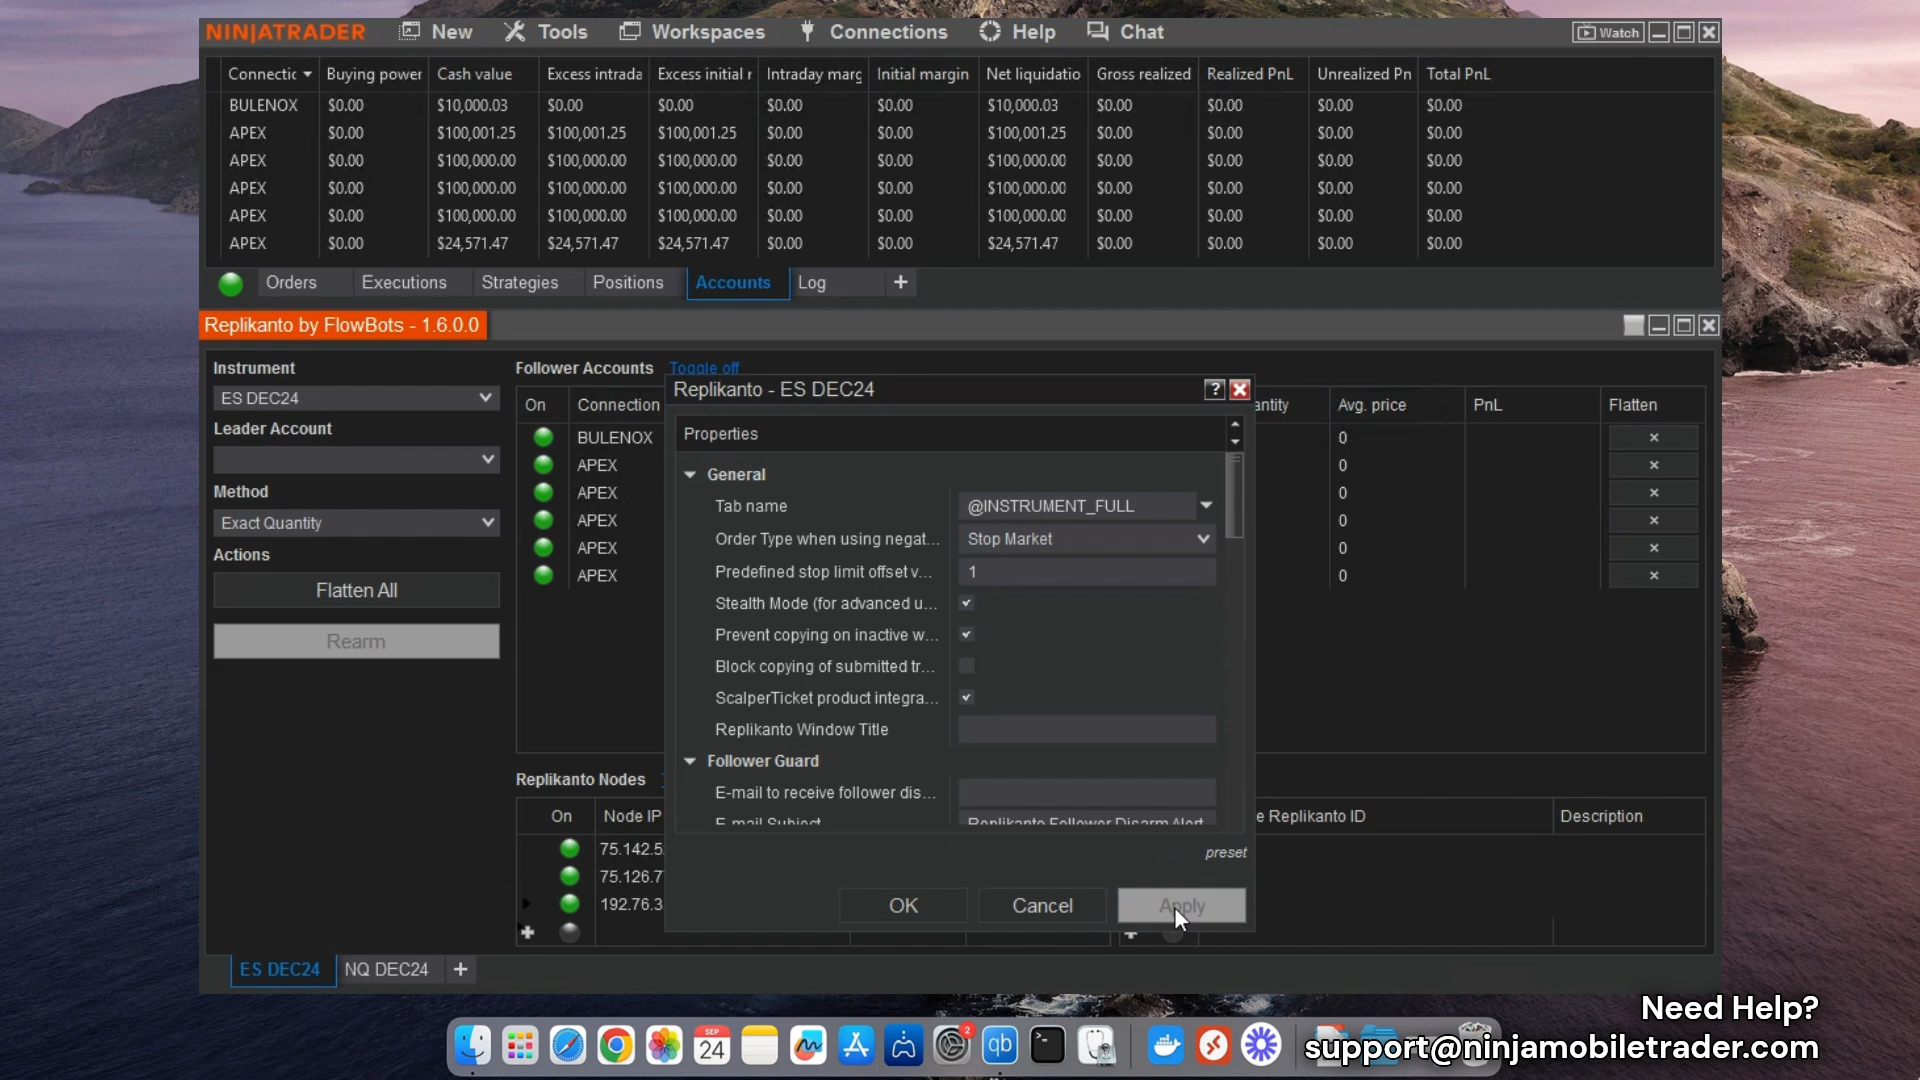 NINJATRADER New Tools Workspaces Connections Help Chat Watch
Connectic Buying power Cash value Excess intrada Excess initial r Intraday marg Initial margin Net liquidatio Gross realized Realized PnL Unrealized Pn Total PnL
BULENOX $0.00 $10,000.03 $0.00 $0.00 $0.00 $0.00 $10,000.03 $0.00 $0.00 $0.00 $0.00
APEX $0.00 $100,001.25 $100,001.25 $100,001.25 $0.00 $0.00 $100,001.25 $0.00 $0.00 $0.00 $0.00
APEX $0.00 $100,000.00 $100,000.00 $100,000.00 $0.00 $0.00 $100,000.00 $0.00 $0.00 $0.00 $0.00
APEX $0.00 $100,000.00 $100,000.00 $100,000.00 $0.00 $0.00 $100,000.00 $0.00 $0.00 $0.00 $0.00
APEX $0.00 $100,000.00 $100,000.00 $100,000.00 $0.00 $0.00 $100,000.00 $0.00 $0.00 $0.00 $0.00
APEX $0.00 $24,571.47 $24,571.47 $24,571.47 $0.00 $0.00 $24,571.47 $0.00 $0.00 $0.00 $0.00
Orders Executions Strategies Positions Accounts Log +
Replikanto by FlowBots - 1.6.0.0
Instrument
ES DEC24
Leader Account
Method
Exact Quantity
Actions
Flatten All
Rearm
Follower Accounts Toggle off
On Connection antity Avg. price PnL Flatten
BULENOX 0 ×
APEX 0 ×
APEX 0 ×
APEX 0 ×
APEX 0 ×
APEX 0 ×
Replikanto - ES DEC24 ?
Properties
General
Tab name @INSTRUMENT_FULL
Order Type when using negat... Stop Market
Predefined stop limit offset v... 1
Stealth Mode (for advanced u...
Prevent copying on inactive w...
Block copying of submitted tr...
ScalperTicket product integra...
Replikanto Window Title
Follower Guard
E-mail to receive follower dis...
E-mail Subject Replikanto Follower Disarm Alert
preset
OK Cancel Apply
Replikanto Nodes
On Node IP e Replikanto ID Description
75.142.5
75.126.7
192.76.3
ES DEC24 NQ DEC24 +
SEP
24
2
qb
Need Help?
support@ninjamobiletrader.com